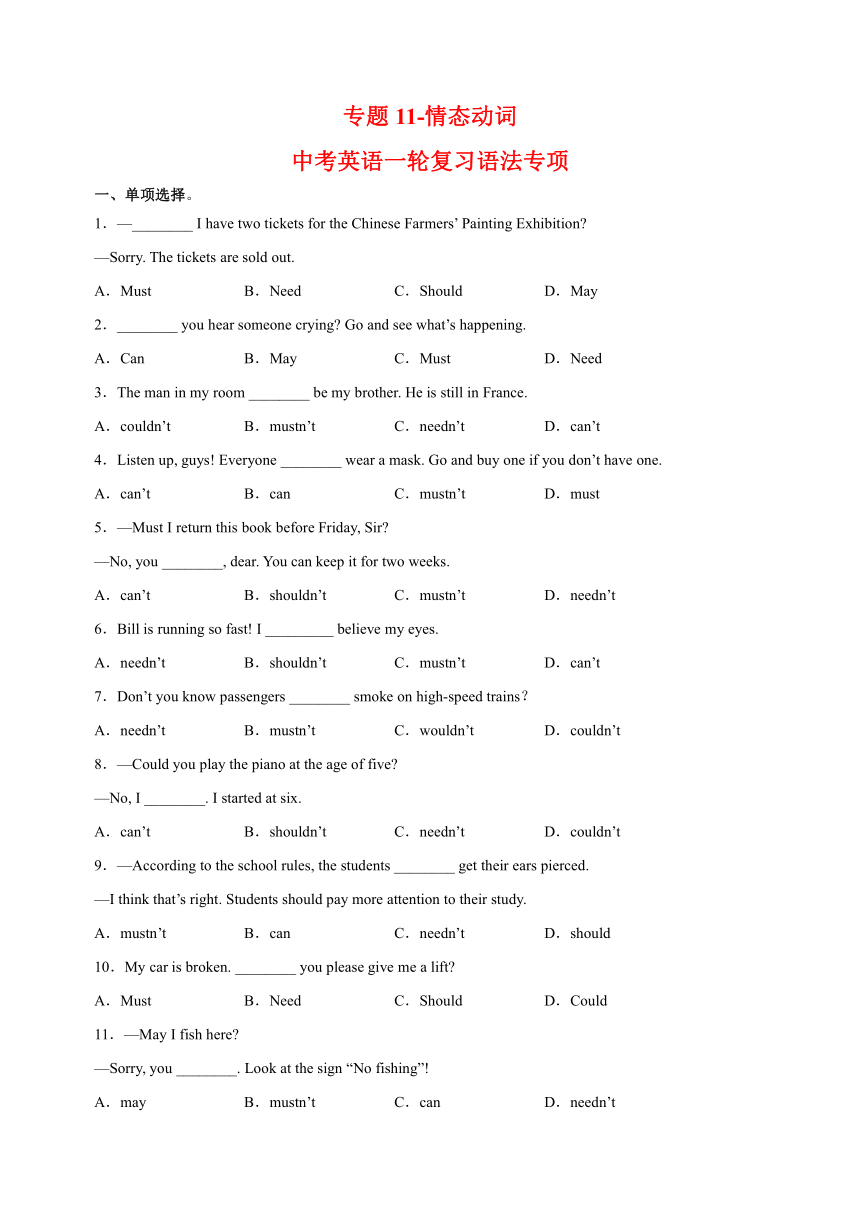 专题 11-情态动词
中考英语一轮复习语法专项
一、单项选择。
1．—________ I have two tickets for the Chinese Farmers’ Painting Exhibition?
—Sorry. The tickets are sold out.
A．Must B．Need C．Should D．May
2．________ you hear someone crying? Go and see what’s happening.
A．Can B．May C．Must D．Need
3．The man in my room ________ be my brother. He is still in France.
A．couldn’t B．mustn’t C．needn’t D．can’t
4．Listen up, guys! Everyone ________ wear a mask. Go and buy one if you don’t have one.
A．can’t B．can C．mustn’t D．must
5．—Must I return this book before Friday, Sir?
—No, you ________, dear. You can keep it for two weeks.
A．can’t B．shouldn’t C．mustn’t D．needn’t
6．Bill is running so fast! I _________ believe my eyes.
A．needn’t B．shouldn’t C．mustn’t D．can’t
7．Don’t you know passengers ________ smoke on high-speed trains？
A．needn’t B．mustn’t C．wouldn’t D．couldn’t
8．—Could you play the piano at the age of five?
—No, I ________. I started at six.
A．can’t B．shouldn’t C．needn’t D．couldn’t
9．—According to the school rules, the students ________ get their ears pierced.
—I think that’s right. Students should pay more attention to their study.
A．mustn’t B．can C．needn’t D．should
10．My car is broken. ________ you please give me a lift?
A．Must B．Need C．Should D．Could
11．—May I fish here?
—Sorry, you ________. Look at the sign “No fishing”!
A．may B．mustn’t C．can D．needn’t